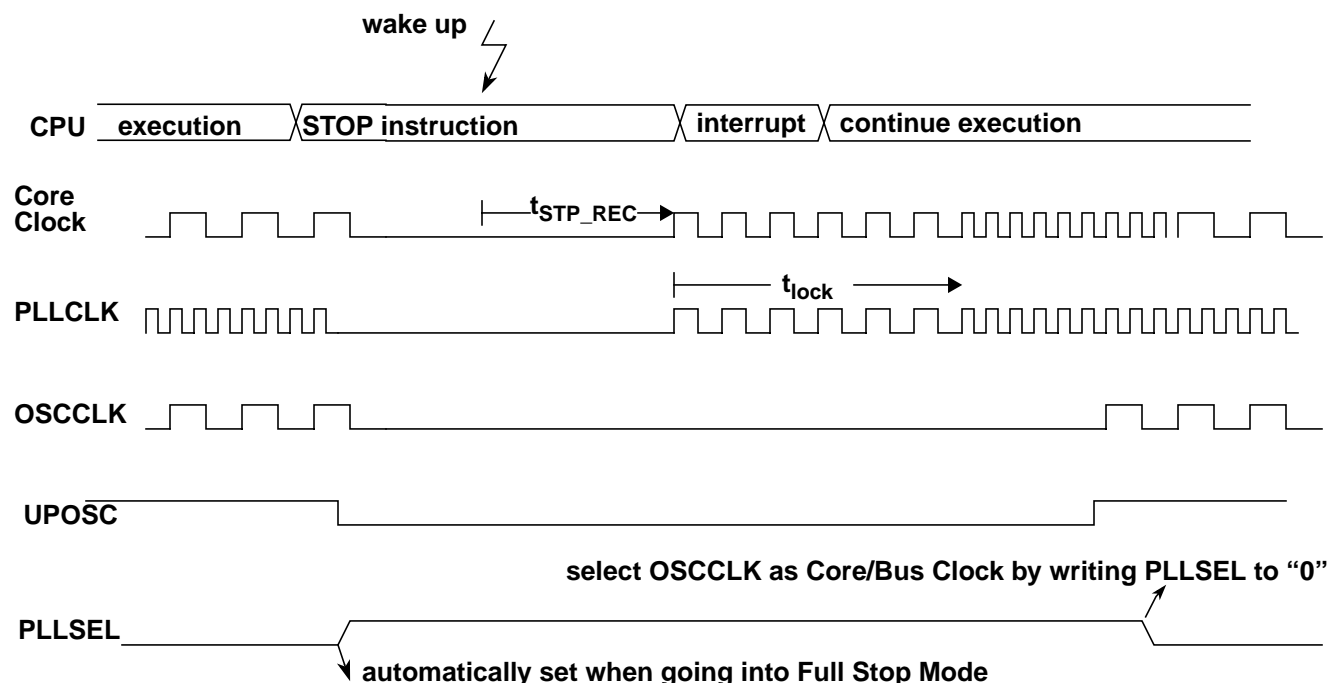 wake up
CPU execution STOP instruction interrupt continue execution
Core
Clock
tSTP_REC
tlock
PLLCLK
OSCCLK
UPOSC
select OSCCLK as Core/Bus Clock by writing PLLSEL to “0”
PLLSEL
automatically set when going into Full Stop Mode